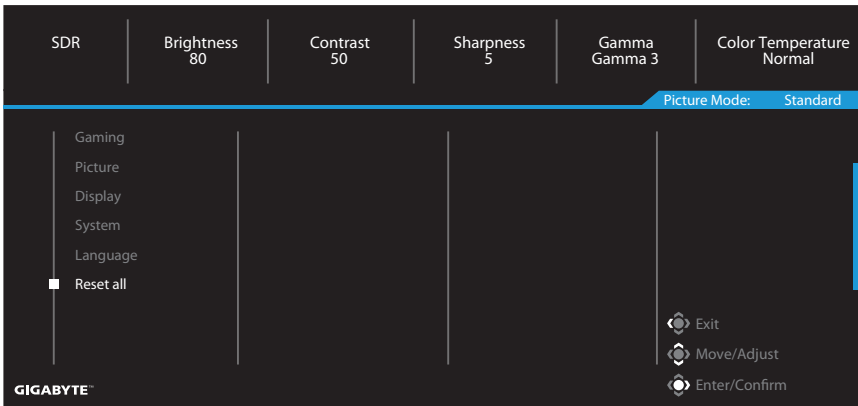 SDR
Brightness
80
Contrast
50
Sharpness
5
Gamma
Gamma 3
Color Temperature
Normal
Picture Mode: Standard
Gaming
Picture
Display
System
Language
Reset all
Exit
Move/Adjust
Enter/Confirm
GIGABYTE™